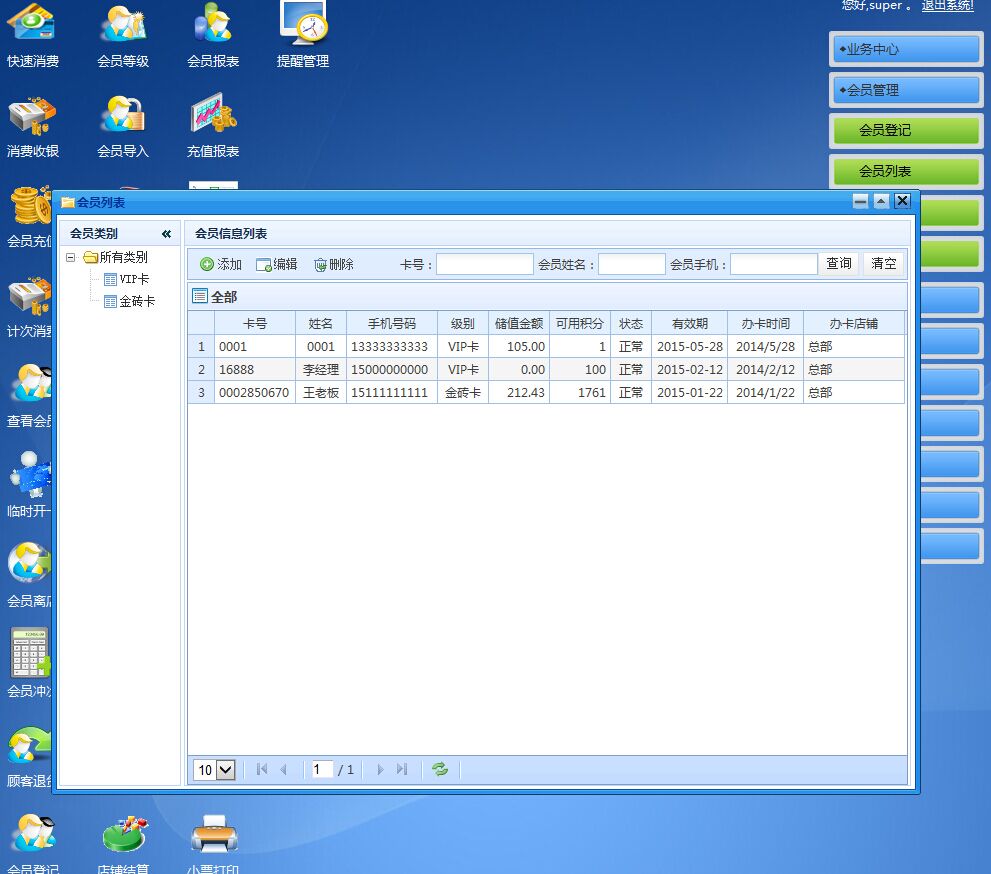 您好,super 。 退出系统!
快速消费 会员等级 会员报表 提醒管理
◆业务中心
◆会员管理
会员登记
消费收银 会员导入 充值报表
会员列表
会员列表
会员充值
会员类别 «
会员信息列表
所有类别
VIP卡
金砖卡
添加 编辑 删除 卡号： 会员姓名： 会员手机： 查询 清空
全部
卡号 姓名 手机号码 级别 储值金额 可用积分 状态 有效期 办卡时间 办卡店铺
1 0001 0001 13333333333 VIP卡 105.00 1 正常 2015-05-28 2014/5/28 总部
2 16888 李经理 15000000000 VIP卡 0.00 100 正常 2015-02-12 2014/2/12 总部
3 0002850670 王老板 15111111111 金砖卡 212.43 1761 正常 2015-01-22 2014/1/22 总部
计次消费
查看会员
临时开
会员离店
会员冲
顾客退
10 1 / 1
会员登记 店铺结算 小票打印